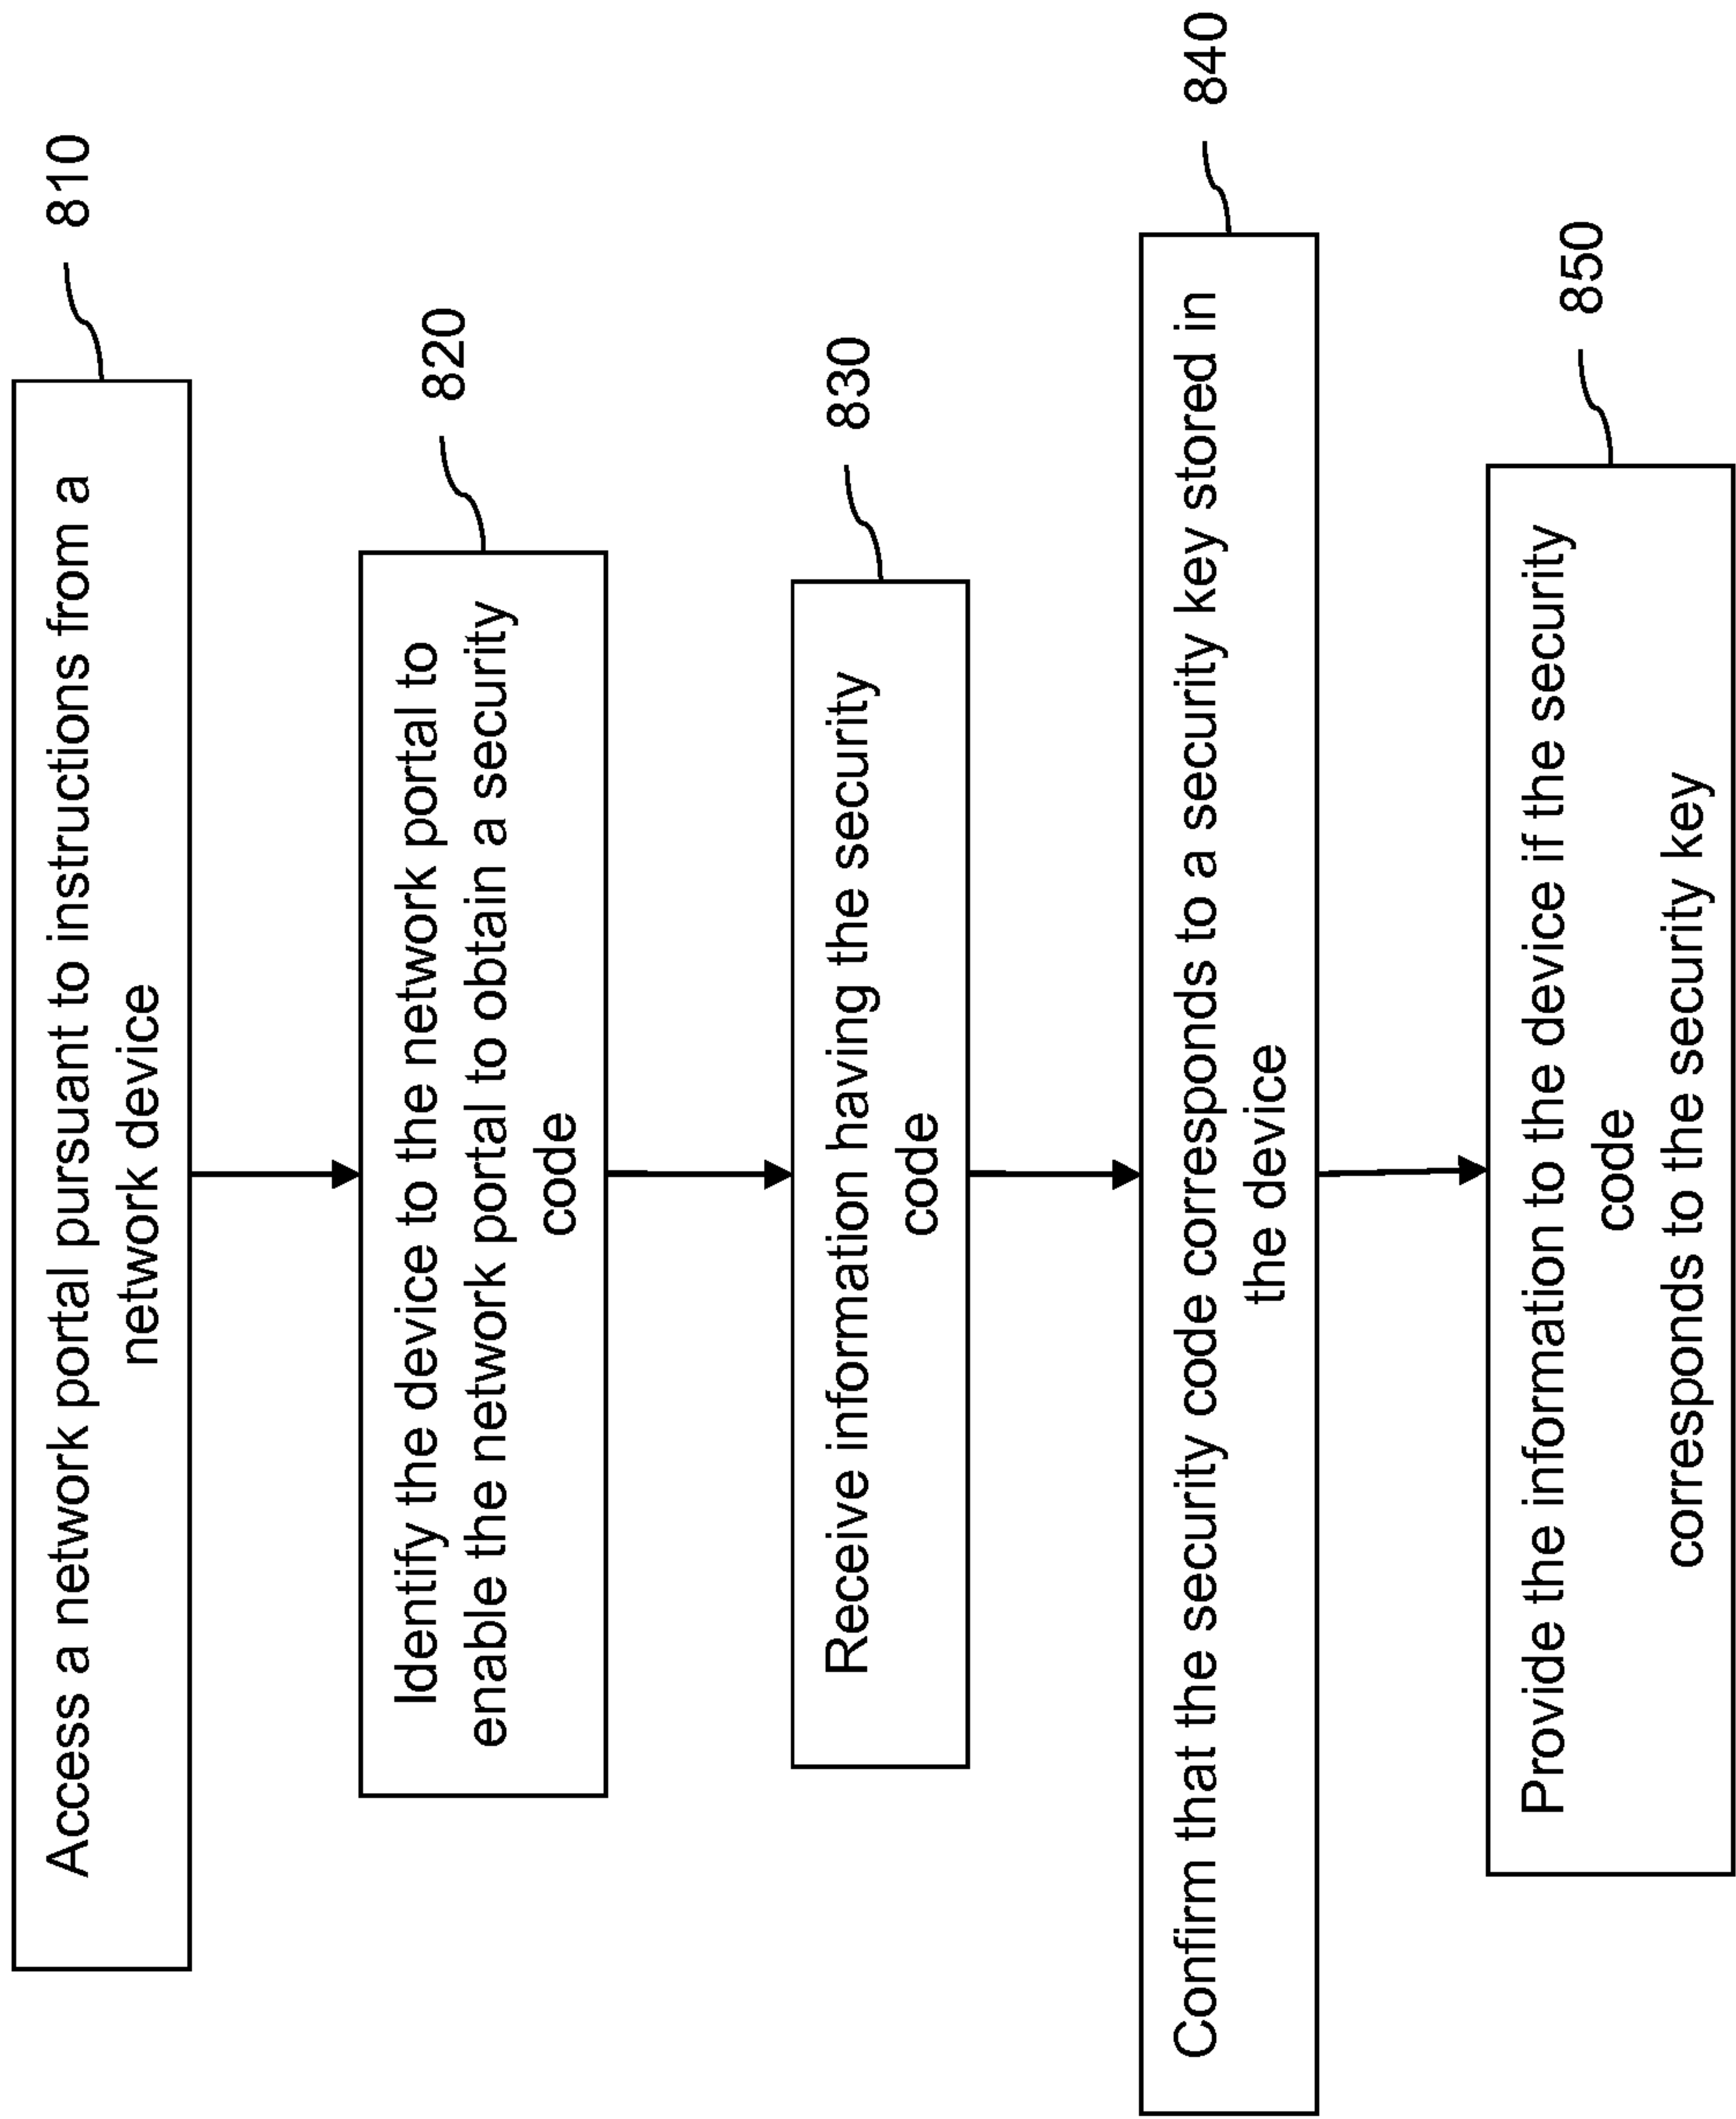 Access a network portal pursuant to instructions from a
network device
810
Identify the device to the network portal to
enable the network portal to obtain a security
code
820
Receive information having the security
code
830
Confirm that the security code corresponds to a security key stored in
the device
840
Provide the information to the device if the security
code
corresponds to the security key
850